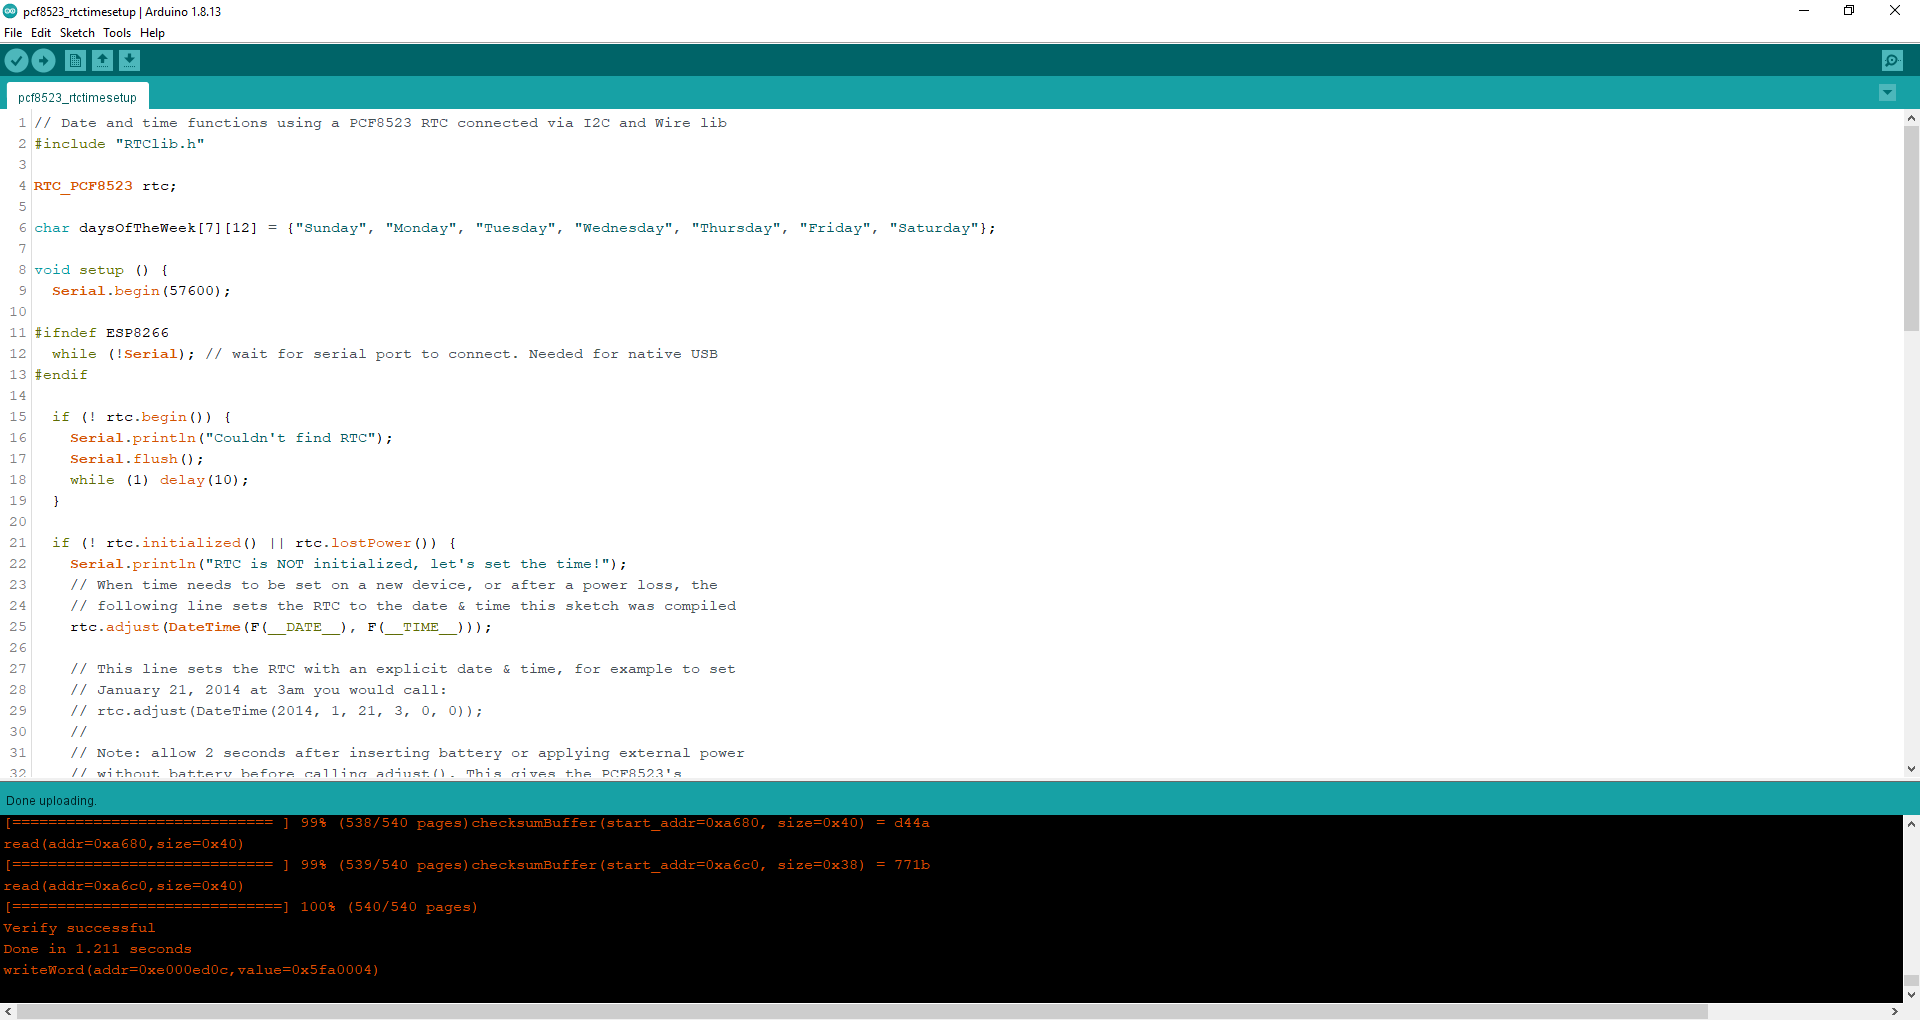 pcf8523_rtctimesetup | Arduino 1.8.13
File Edit Sketch Tools Help
pcf8523_rtctimesetup
1 // Date and time functions using a PCF8523 RTC connected via I2C and Wire lib
2 #include "RTClib.h"
3
4 RTC_PCF8523 rtc;
5
6 char daysOfTheWeek[7][12] = {"Sunday", "Monday", "Tuesday", "Wednesday", "Thursday", "Friday", "Saturday"};
7
8 void setup () {
9   Serial.begin(57600);
10
11 #ifndef ESP8266
12   while (!Serial); // wait for serial port to connect. Needed for native USB
13 #endif
14
15   if (! rtc.begin()) {
16     Serial.println("Couldn't find RTC");
17     Serial.flush();
18     while (1) delay(10);
19   }
20
21   if (! rtc.initialized() || rtc.lostPower()) {
22     Serial.println("RTC is NOT initialized, let's set the time!");
23     // When time needs to be set on a new device, or after a power loss, the
24     // following line sets the RTC to the date & time this sketch was compiled
25     rtc.adjust(DateTime(F(__DATE__), F(__TIME__)));
26
27     // This line sets the RTC with an explicit date & time, for example to set
28     // January 21, 2014 at 3am you would call:
29     // rtc.adjust(DateTime(2014, 1, 21, 3, 0, 0));
30     //
31     // Note: allow 2 seconds after inserting battery or applying external power
32     // without battery before calling adjust(). This gives the PCF8523's
Done uploading.
[============================= ] 99% (538/540 pages)checksumBuffer(start_addr=0xa680, size=0x40) = d44a
read(addr=0xa680,size=0x40)
[============================= ] 99% (539/540 pages)checksumBuffer(start_addr=0xa6c0, size=0x38) = 771b
read(addr=0xa6c0,size=0x40)
[==============================] 100% (540/540 pages)
Verify successful
Done in 1.211 seconds
writeWord(addr=0xe000ed0c,value=0x5fa0004)